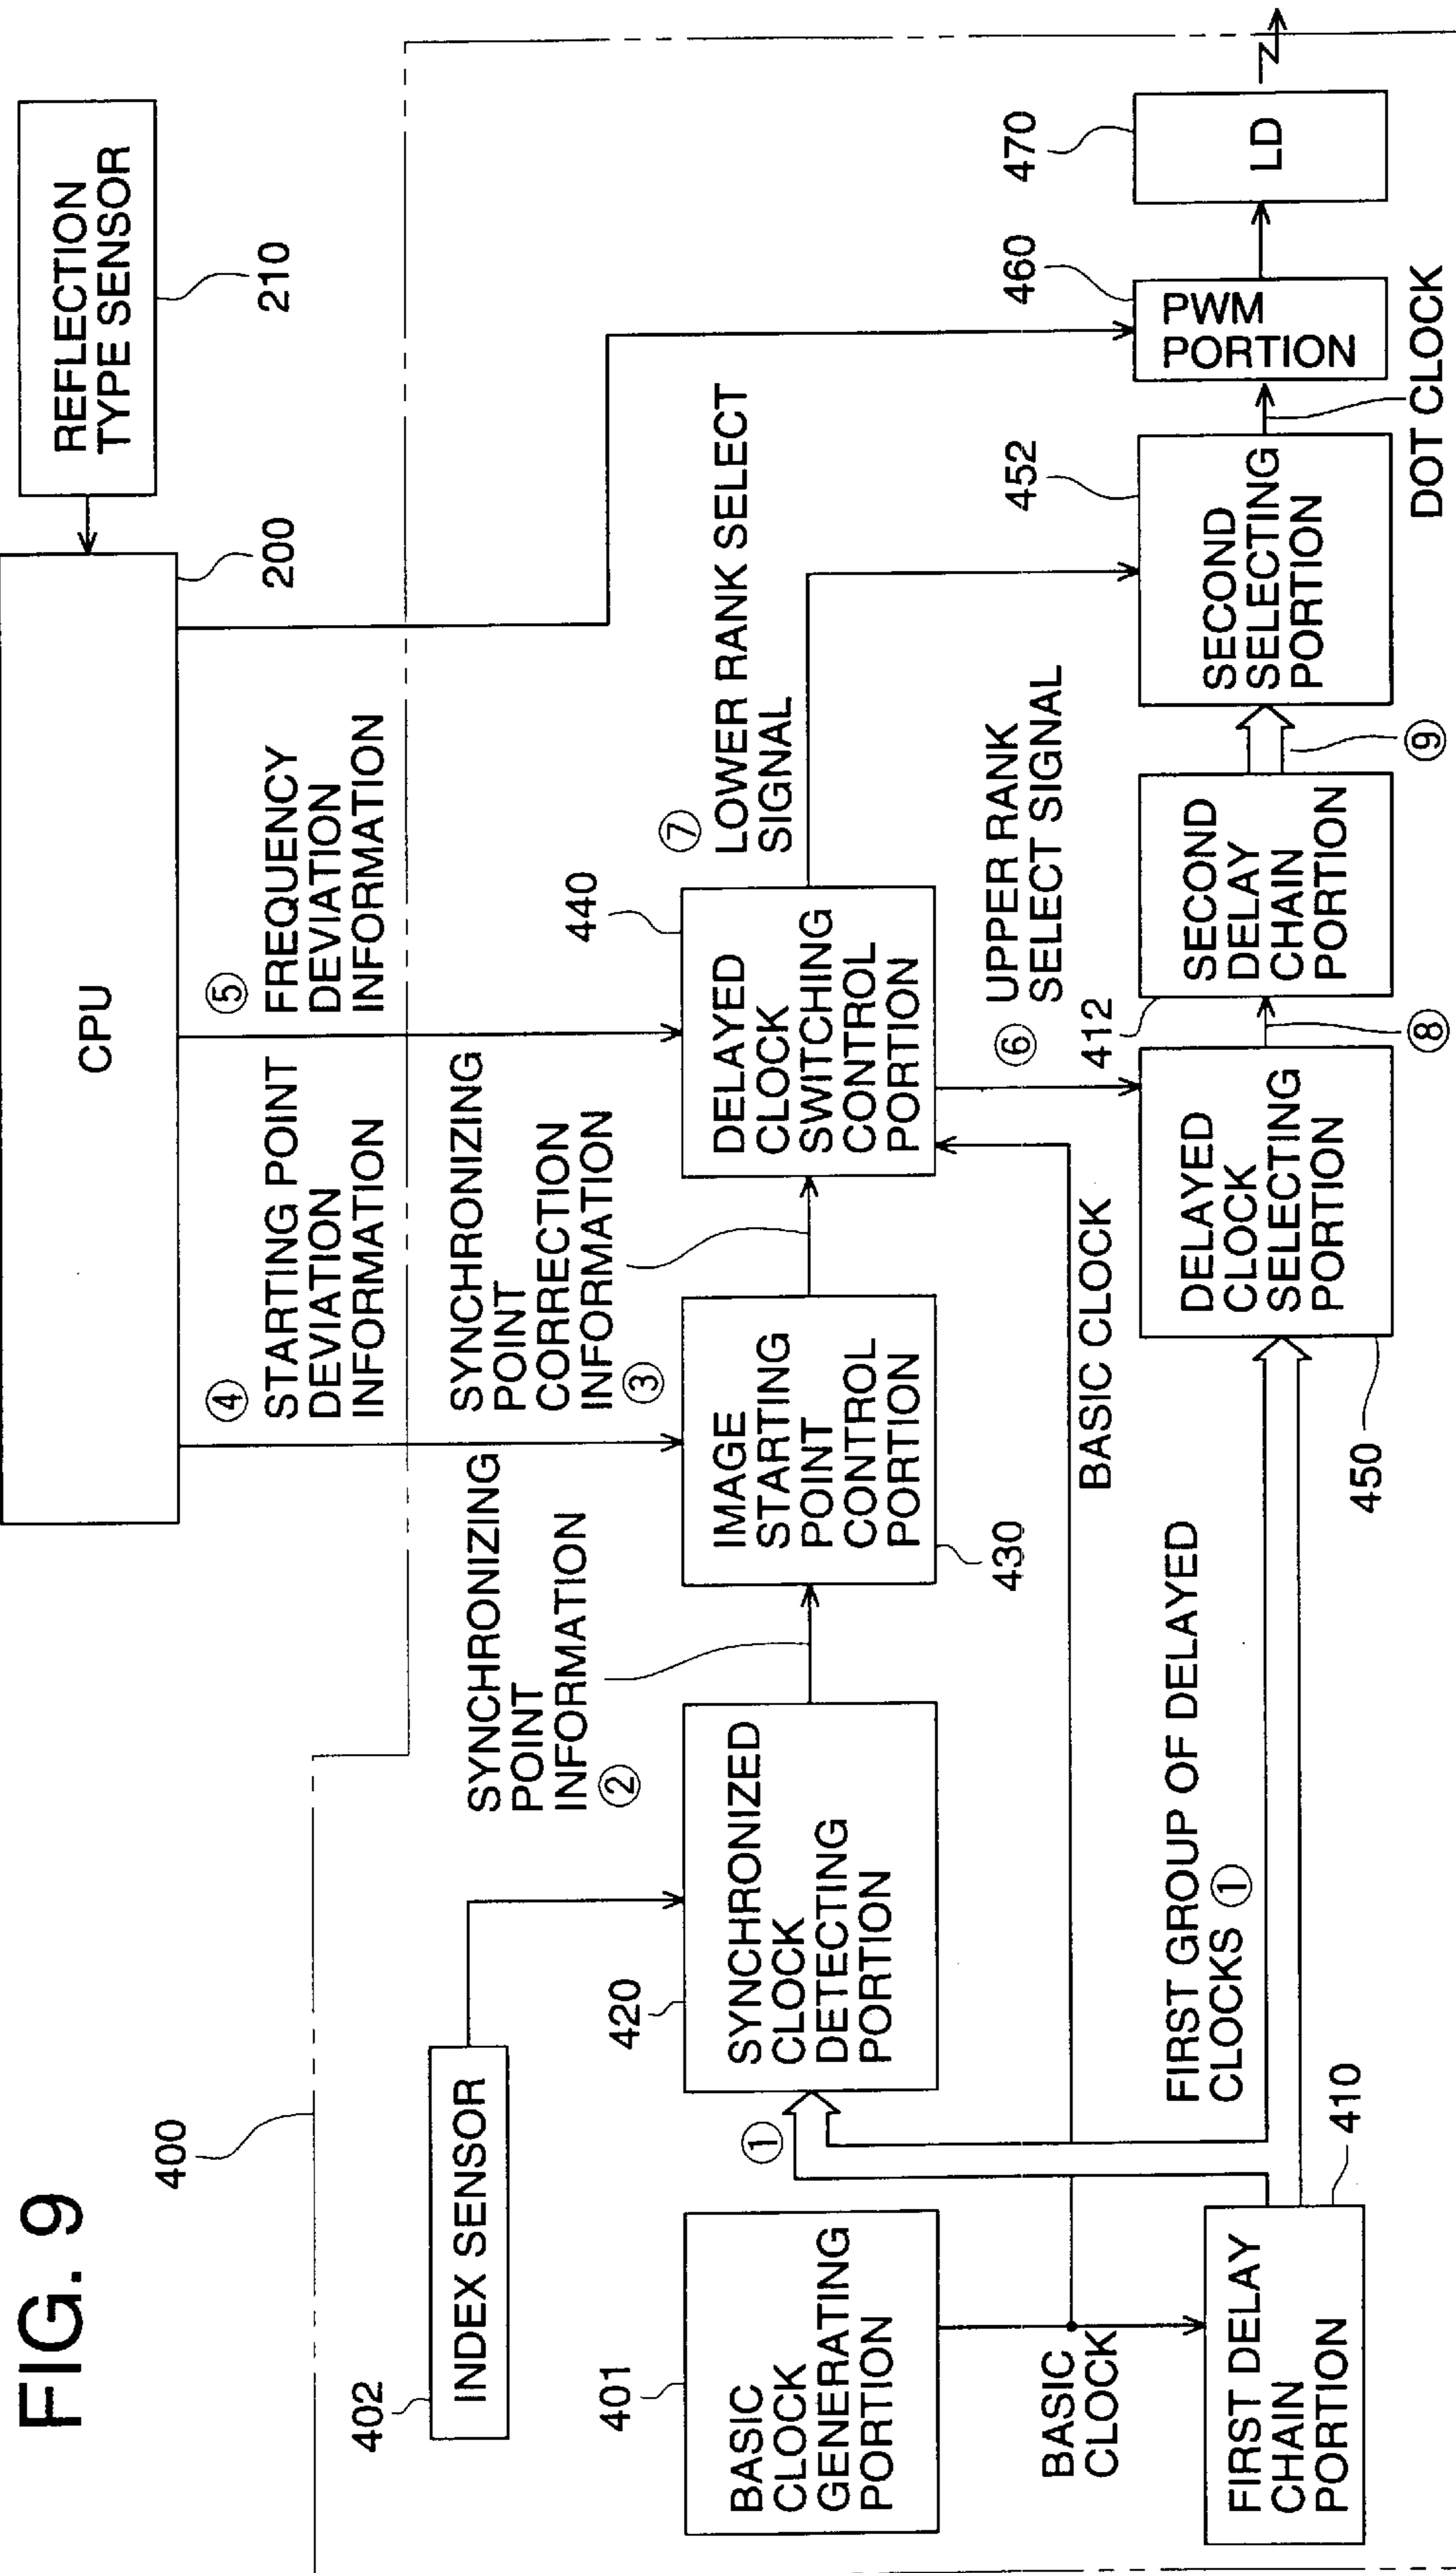 FIG. 9
400
CPU
200
REFLECTION
TYPE SENSOR
210
④ STARTING POINT
DEVIATION
INFORMATION
⑤ FREQUENCY
DEVIATION
INFORMATION
402
INDEX SENSOR
SYNCHRONIZING
POINT
INFORMATION
②
SYNCHRONIZING
POINT
CORRECTION
INFORMATION
③
401
BASIC
CLOCK
GENERATING
PORTION
420
SYNCHRONIZED
CLOCK
DETECTING
PORTION
①
IMAGE
STARTING
POINT
CONTROL
PORTION
430
440
DELAYED
CLOCK
SWITCHING
CONTROL
PORTION
⑦ LOWER RANK SELECT
SIGNAL
BASIC
CLOCK
BASIC CLOCK
⑥ UPPER RANK
SELECT SIGNAL
FIRST DELAY
CHAIN
PORTION
410
FIRST GROUP OF DELAYED
CLOCKS ①
DELAYED
CLOCK
SELECTING
PORTION
450
⑧
412
SECOND
DELAY
CHAIN
PORTION
⑨
452
SECOND
SELECTING
PORTION
DOT CLOCK
460
PWM
PORTION
470
LD